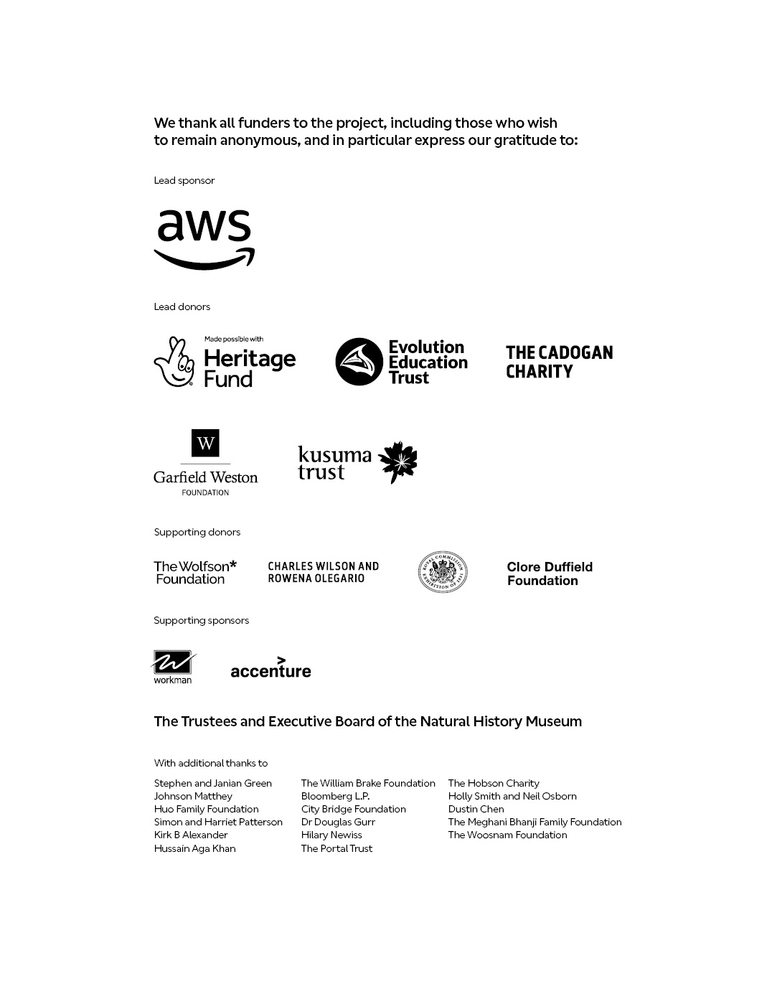 We thank all funders to the project, including those who wish
to remain anonymous, and in particular express our gratitude to:
Lead sponsor
aws
Lead donors
Made possible with
Heritage
Fund
Evolution
Education
Trust
THE CADOGAN
CHARITY
W
Garfield Weston
FOUNDATION
kusuma
trust
Supporting donors
The Wolfson*
Foundation
CHARLES WILSON AND
ROWENA OLEGARIO
ROYAL COMMISSION
EXHIBITION OF 1851
Clore Duffield
Foundation
Supporting sponsors
workman
accenture
The Trustees and Executive Board of the Natural History Museum
With additional thanks to
Stephen and Janian Green
Johnson Matthey
Huo Family Foundation
Simon and Harriet Patterson
Kirk B Alexander
Hussain Aga Khan
The William Brake Foundation
Bloomberg L.P.
City Bridge Foundation
Dr Douglas Gurr
Hilary Newiss
The Portal Trust
The Hobson Charity
Holly Smith and Neil Osborn
Dustin Chen
The Meghani Bhanji Family Foundation
The Woosnam Foundation